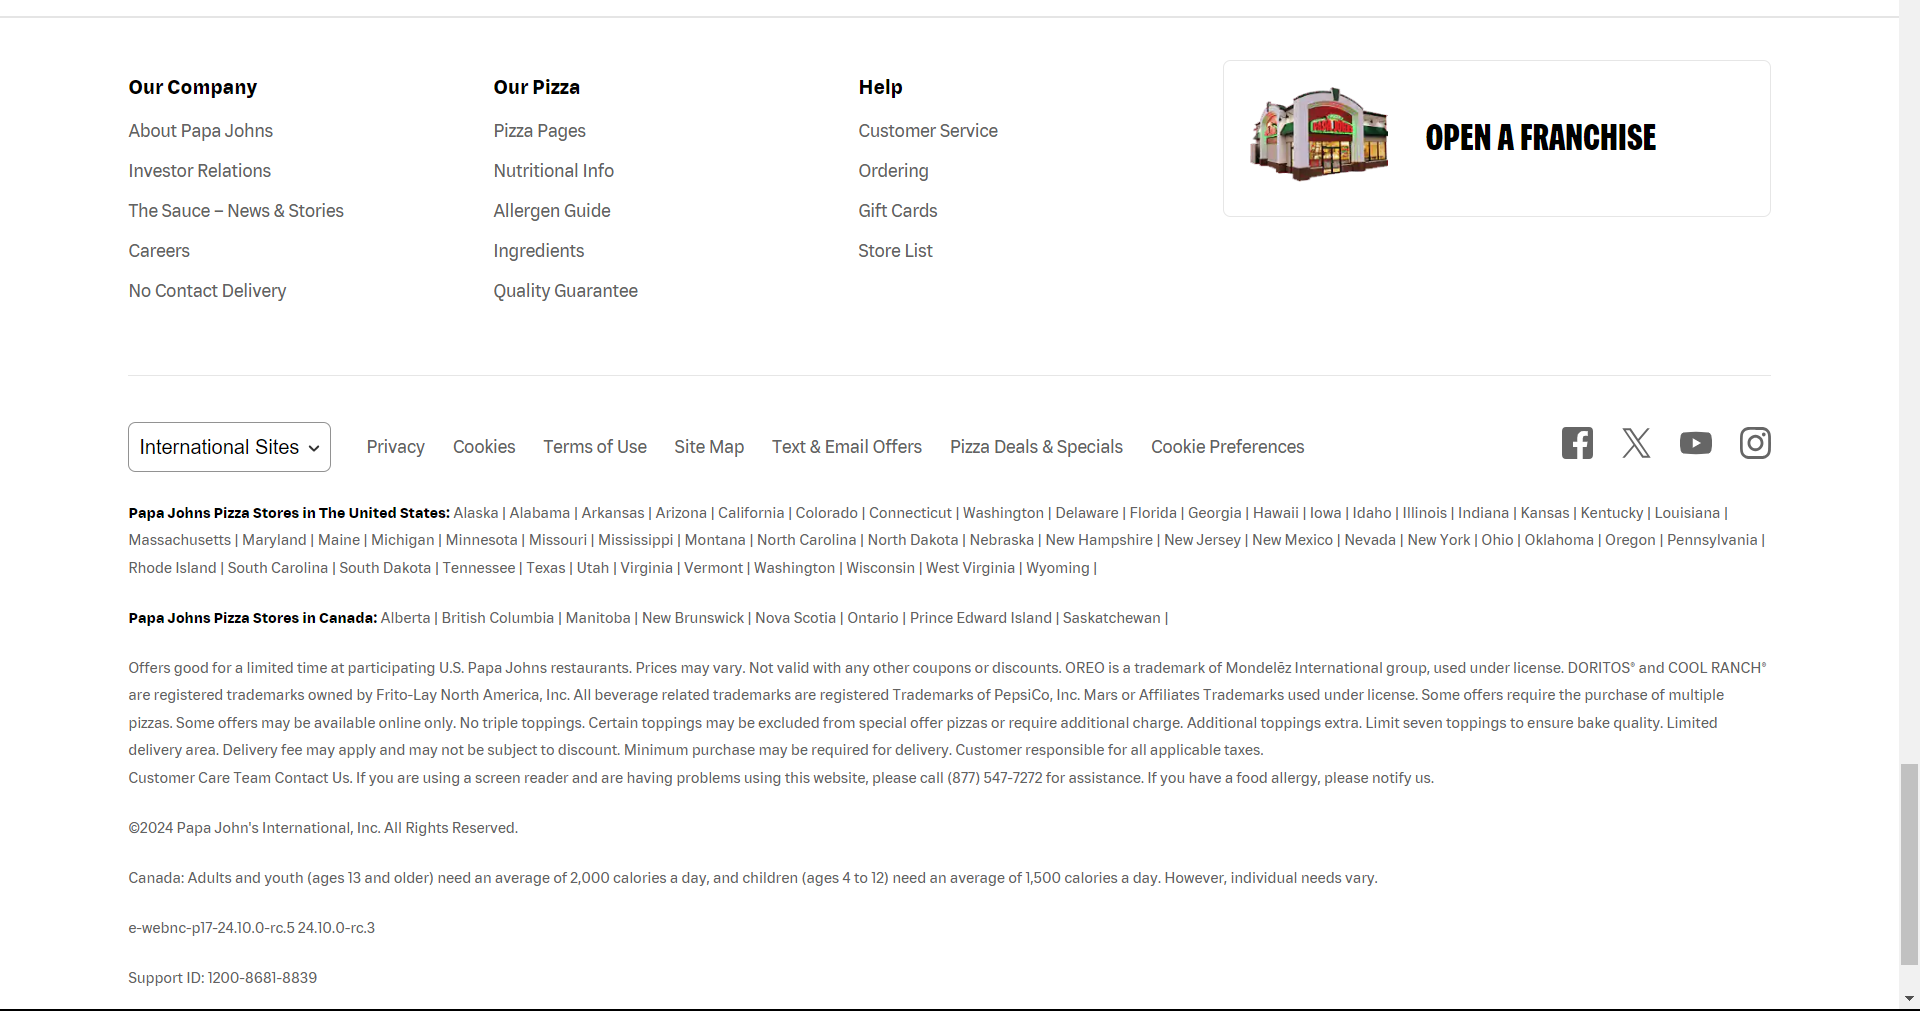 Our Company
About Papa Johns
Investor Relations
The Sauce – News & Stories
Careers
No Contact Delivery
Our Pizza
Pizza Pages
Nutritional Info
Allergen Guide
Ingredients
Quality Guarantee
Help
Customer Service
Ordering
Gift Cards
Store List
PAPA JOHNS
OPEN A FRANCHISE
International Sites
Privacy
Cookies
Terms of Use
Site Map
Text & Email Offers
Pizza Deals & Specials
Cookie Preferences
Papa Johns Pizza Stores in The United States: Alaska | Alabama | Arkansas | Arizona | California | Colorado | Connecticut | Washington | Delaware | Florida | Georgia | Hawaii | Iowa | Idaho | Illinois | Indiana | Kansas | Kentucky | Louisiana |
Massachusetts | Maryland | Maine | Michigan | Minnesota | Missouri | Mississippi | Montana | North Carolina | North Dakota | Nebraska | New Hampshire | New Jersey | New Mexico | Nevada | New York | Ohio | Oklahoma | Oregon | Pennsylvania |
Rhode Island | South Carolina | South Dakota | Tennessee | Texas | Utah | Virginia | Vermont | Washington | Wisconsin | West Virginia | Wyoming |
Papa Johns Pizza Stores in Canada: Alberta | British Columbia | Manitoba | New Brunswick | Nova Scotia | Ontario | Prince Edward Island | Saskatchewan |
Offers good for a limited time at participating U.S. Papa Johns restaurants. Prices may vary. Not valid with any other coupons or discounts. OREO is a trademark of Mondelēz International group, used under license. DORITOS® and COOL RANCH®
are registered trademarks owned by Frito-Lay North America, Inc. All beverage related trademarks are registered Trademarks of PepsiCo, Inc. Mars or Affiliates Trademarks used under license. Some offers require the purchase of multiple
pizzas. Some offers may be available online only. No triple toppings. Certain toppings may be excluded from special offer pizzas or require additional charge. Additional toppings extra. Limit seven toppings to ensure bake quality. Limited
delivery area. Delivery fee may apply and may not be subject to discount. Minimum purchase may be required for delivery. Customer responsible for all applicable taxes.
Customer Care Team Contact Us. If you are using a screen reader and are having problems using this website, please call (877) 547-7272 for assistance. If you have a food allergy, please notify us.
©2024 Papa John's International, Inc. All Rights Reserved.
Canada: Adults and youth (ages 13 and older) need an average of 2,000 calories a day, and children (ages 4 to 12) need an average of 1,500 calories a day. However, individual needs vary.
e-webnc-p17-24.10.0-rc.5 24.10.0-rc.3
Support ID: 1200-8681-8839